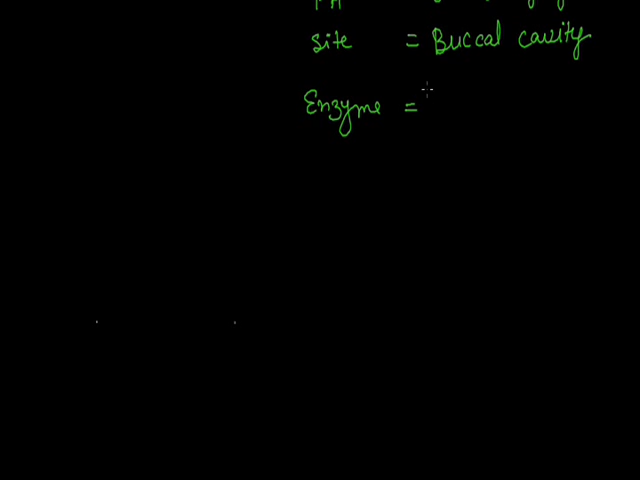 site = Buccal cavity
Enzyme =